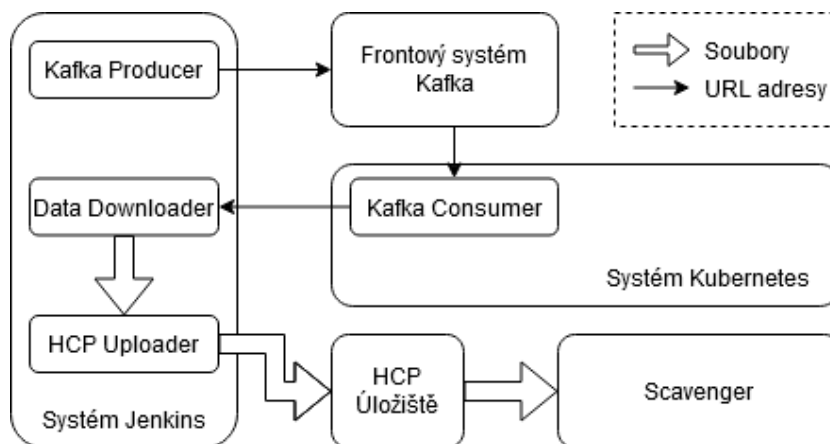 Kafka Producer
Frontový systém
Kafka
Soubory
URL adresy
Data Downloader
Kafka Consumer
Systém Kubernetes
HCP Uploader
HCP
Úložiště
Scavenger
Systém Jenkins